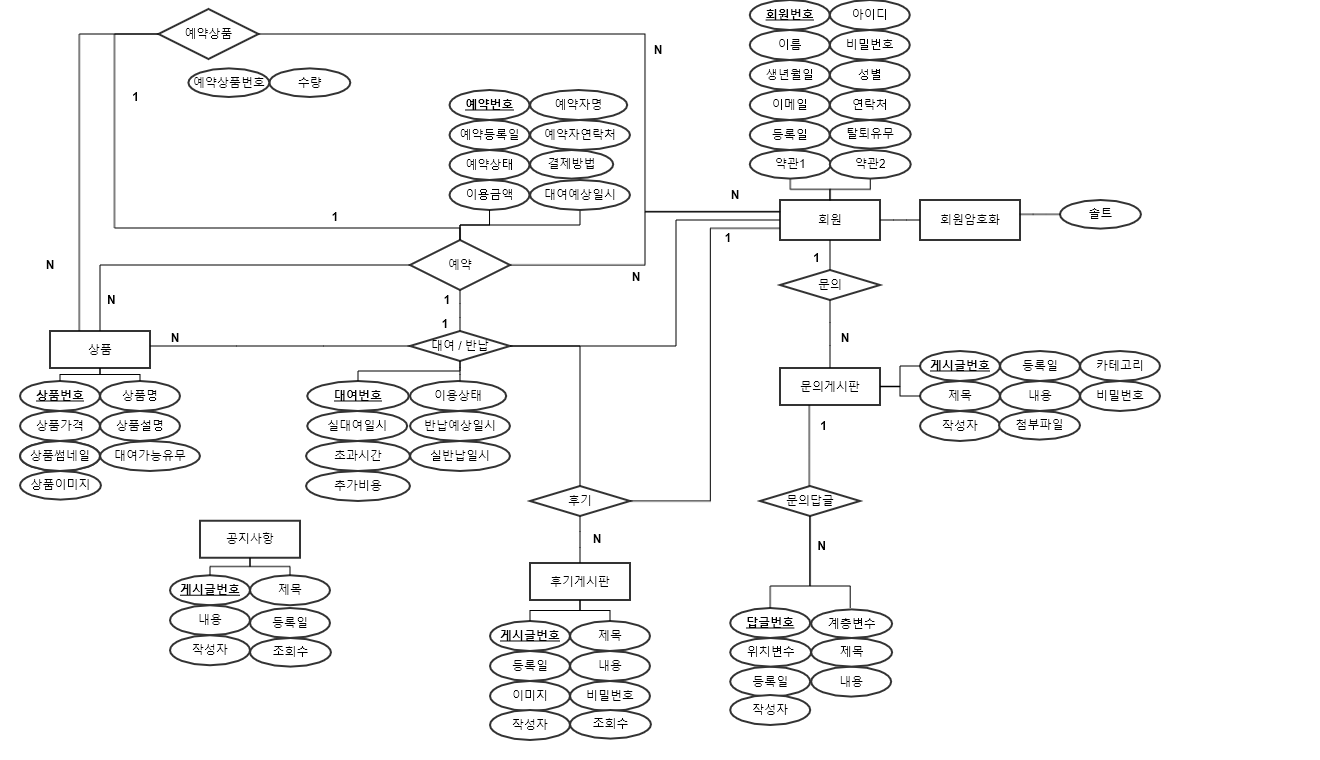 예약상품
예약상품번호 수량
N
1
회원번호 아이디
이름 비밀번호
생년월일 성별
이메일 연락처
등록일 탈퇴유무
약관1 약관2
예약번호 예약자명
예약등록일 예약자연락처
예약상태 결제방법
이용금액 대여예상일시
1
N
회원
회원암호화
솔트
1
1
문의
N
예약
N
N
N
1
1
대여 / 반납
N
상품
상품번호 상품명
상품가격 상품설명
상품썸네일 대여가능유무
상품이미지
대여번호 이용상태
실대여일시 반납예상일시
초과시간 실반납일시
추가비용
문의게시판
게시글번호 등록일 카테고리
제목 내용 비밀번호
작성자 첨부파일
1
문의답글
N
후기
N
공지사항
게시글번호 제목
내용 등록일
작성자 조회수
후기게시판
게시글번호 제목
등록일 내용
이미지 비밀번호
작성자 조회수
답글번호 계층변수
위치변수 제목
등록일 내용
작성자